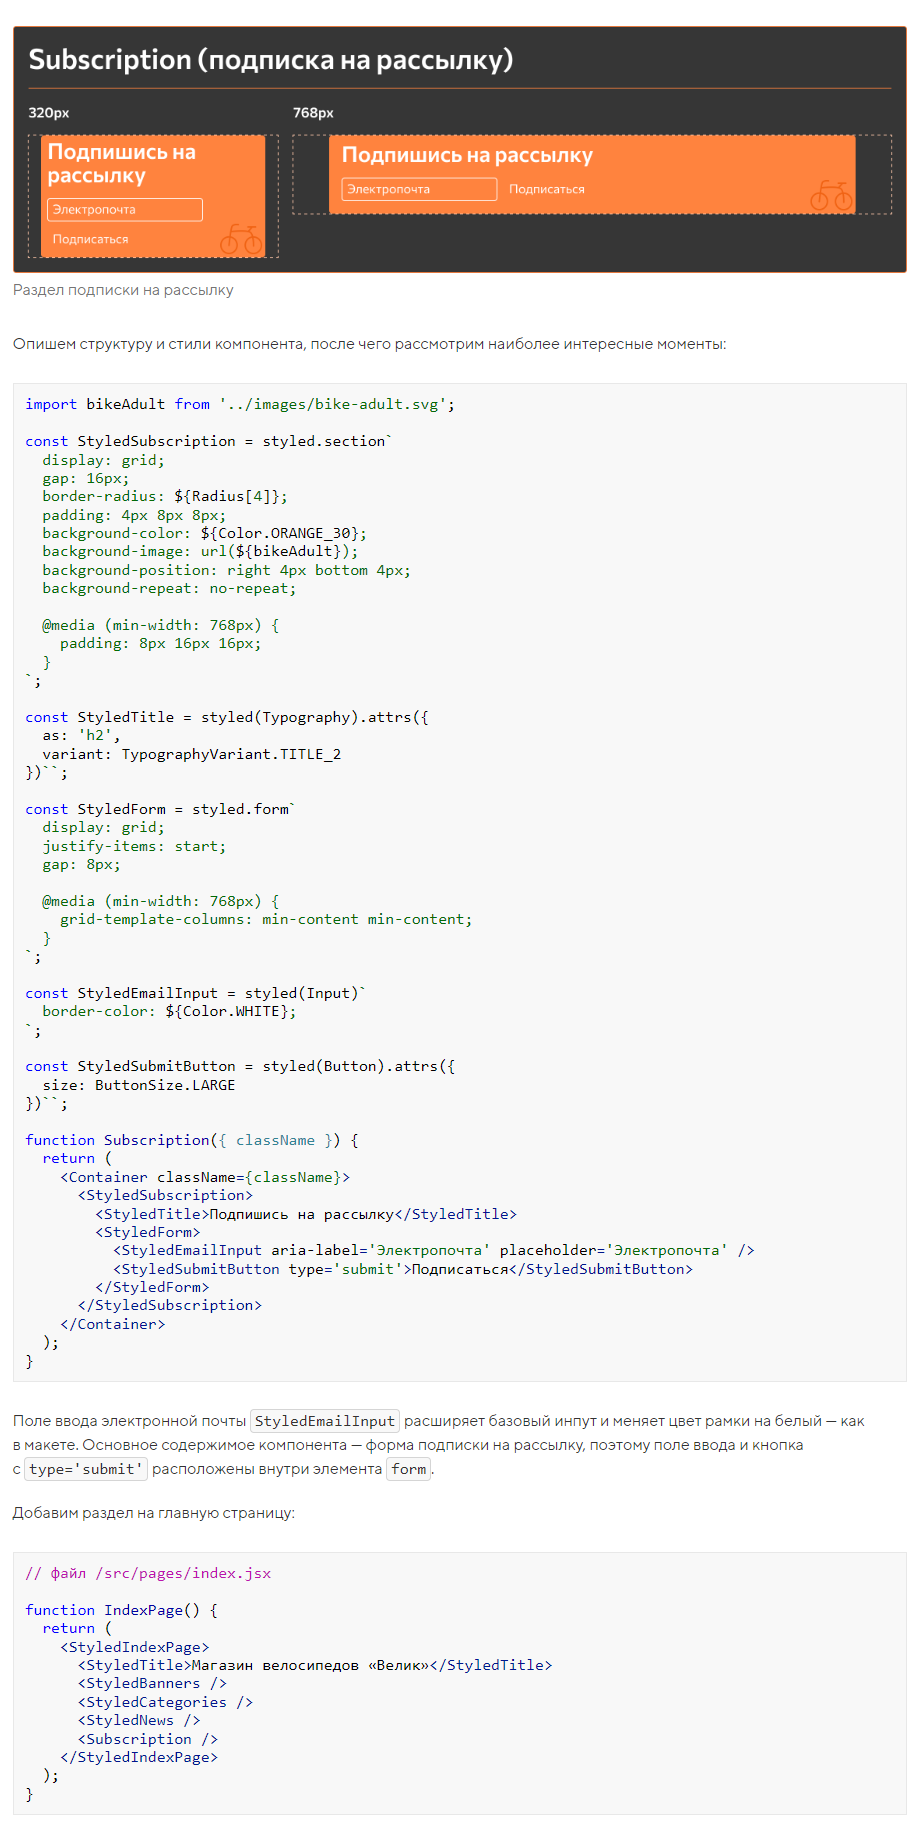 Subscription (подписка на рассылку)
320px
768px
Подпишись на
рассылку
Электропочта
Подписаться
Подпишись на рассылку
Электропочта
Подписаться
Раздел подписки на рассылку
Опишем структуру и стили компонента, после чего рассмотрим наиболее интересные моменты:
import bikeAdult from '../images/bike-adult.svg';
const StyledSubscription = styled.section`
  display: grid;
  gap: 16px;
  border-radius: ${Radius[4]};
  padding: 4px 8px 8px;
  background-color: ${Color.ORANGE_30};
  background-image: url(${bikeAdult});
  background-position: right 4px bottom 4px;
  background-repeat: no-repeat;
  @media (min-width: 768px) {
    padding: 8px 16px 16px;
  }
`;
const StyledTitle = styled(Typography).attrs({
  as: 'h2',
  variant: TypographyVariant.TITLE_2
})``;
const StyledForm = styled.form`
  display: grid;
  justify-items: start;
  gap: 8px;
  @media (min-width: 768px) {
    grid-template-columns: min-content min-content;
  }
`;
const StyledEmailInput = styled(Input)`
  border-color: ${Color.WHITE};
`;
const StyledSubmitButton = styled(Button).attrs({
  size: ButtonSize.LARGE
})``;
function Subscription({ className }) {
  return (
    <Container className={className}>
      <StyledSubscription>
        <StyledTitle>Подпишись на рассылку</StyledTitle>
        <StyledForm>
          <StyledEmailInput aria-label='Электропочта' placeholder='Электропочта' />
          <StyledSubmitButton type='submit'>Подписаться</StyledSubmitButton>
        </StyledForm>
      </StyledSubscription>
    </Container>
  );
}
Поле ввода электронной почты StyledEmailInput расширяет базовый инпут и меняет цвет рамки на белый — как
в макете. Основное содержимое компонента — форма подписки на рассылку, поэтому поле ввода и кнопка
с type='submit' расположены внутри элемента form.
Добавим раздел на главную страницу:
// файл /src/pages/index.jsx
function IndexPage() {
  return (
    <StyledIndexPage>
      <StyledTitle>Магазин велосипедов «Велик»</StyledTitle>
      <StyledBanners />
      <StyledCategories />
      <StyledNews />
      <Subscription />
    </StyledIndexPage>
  );
}